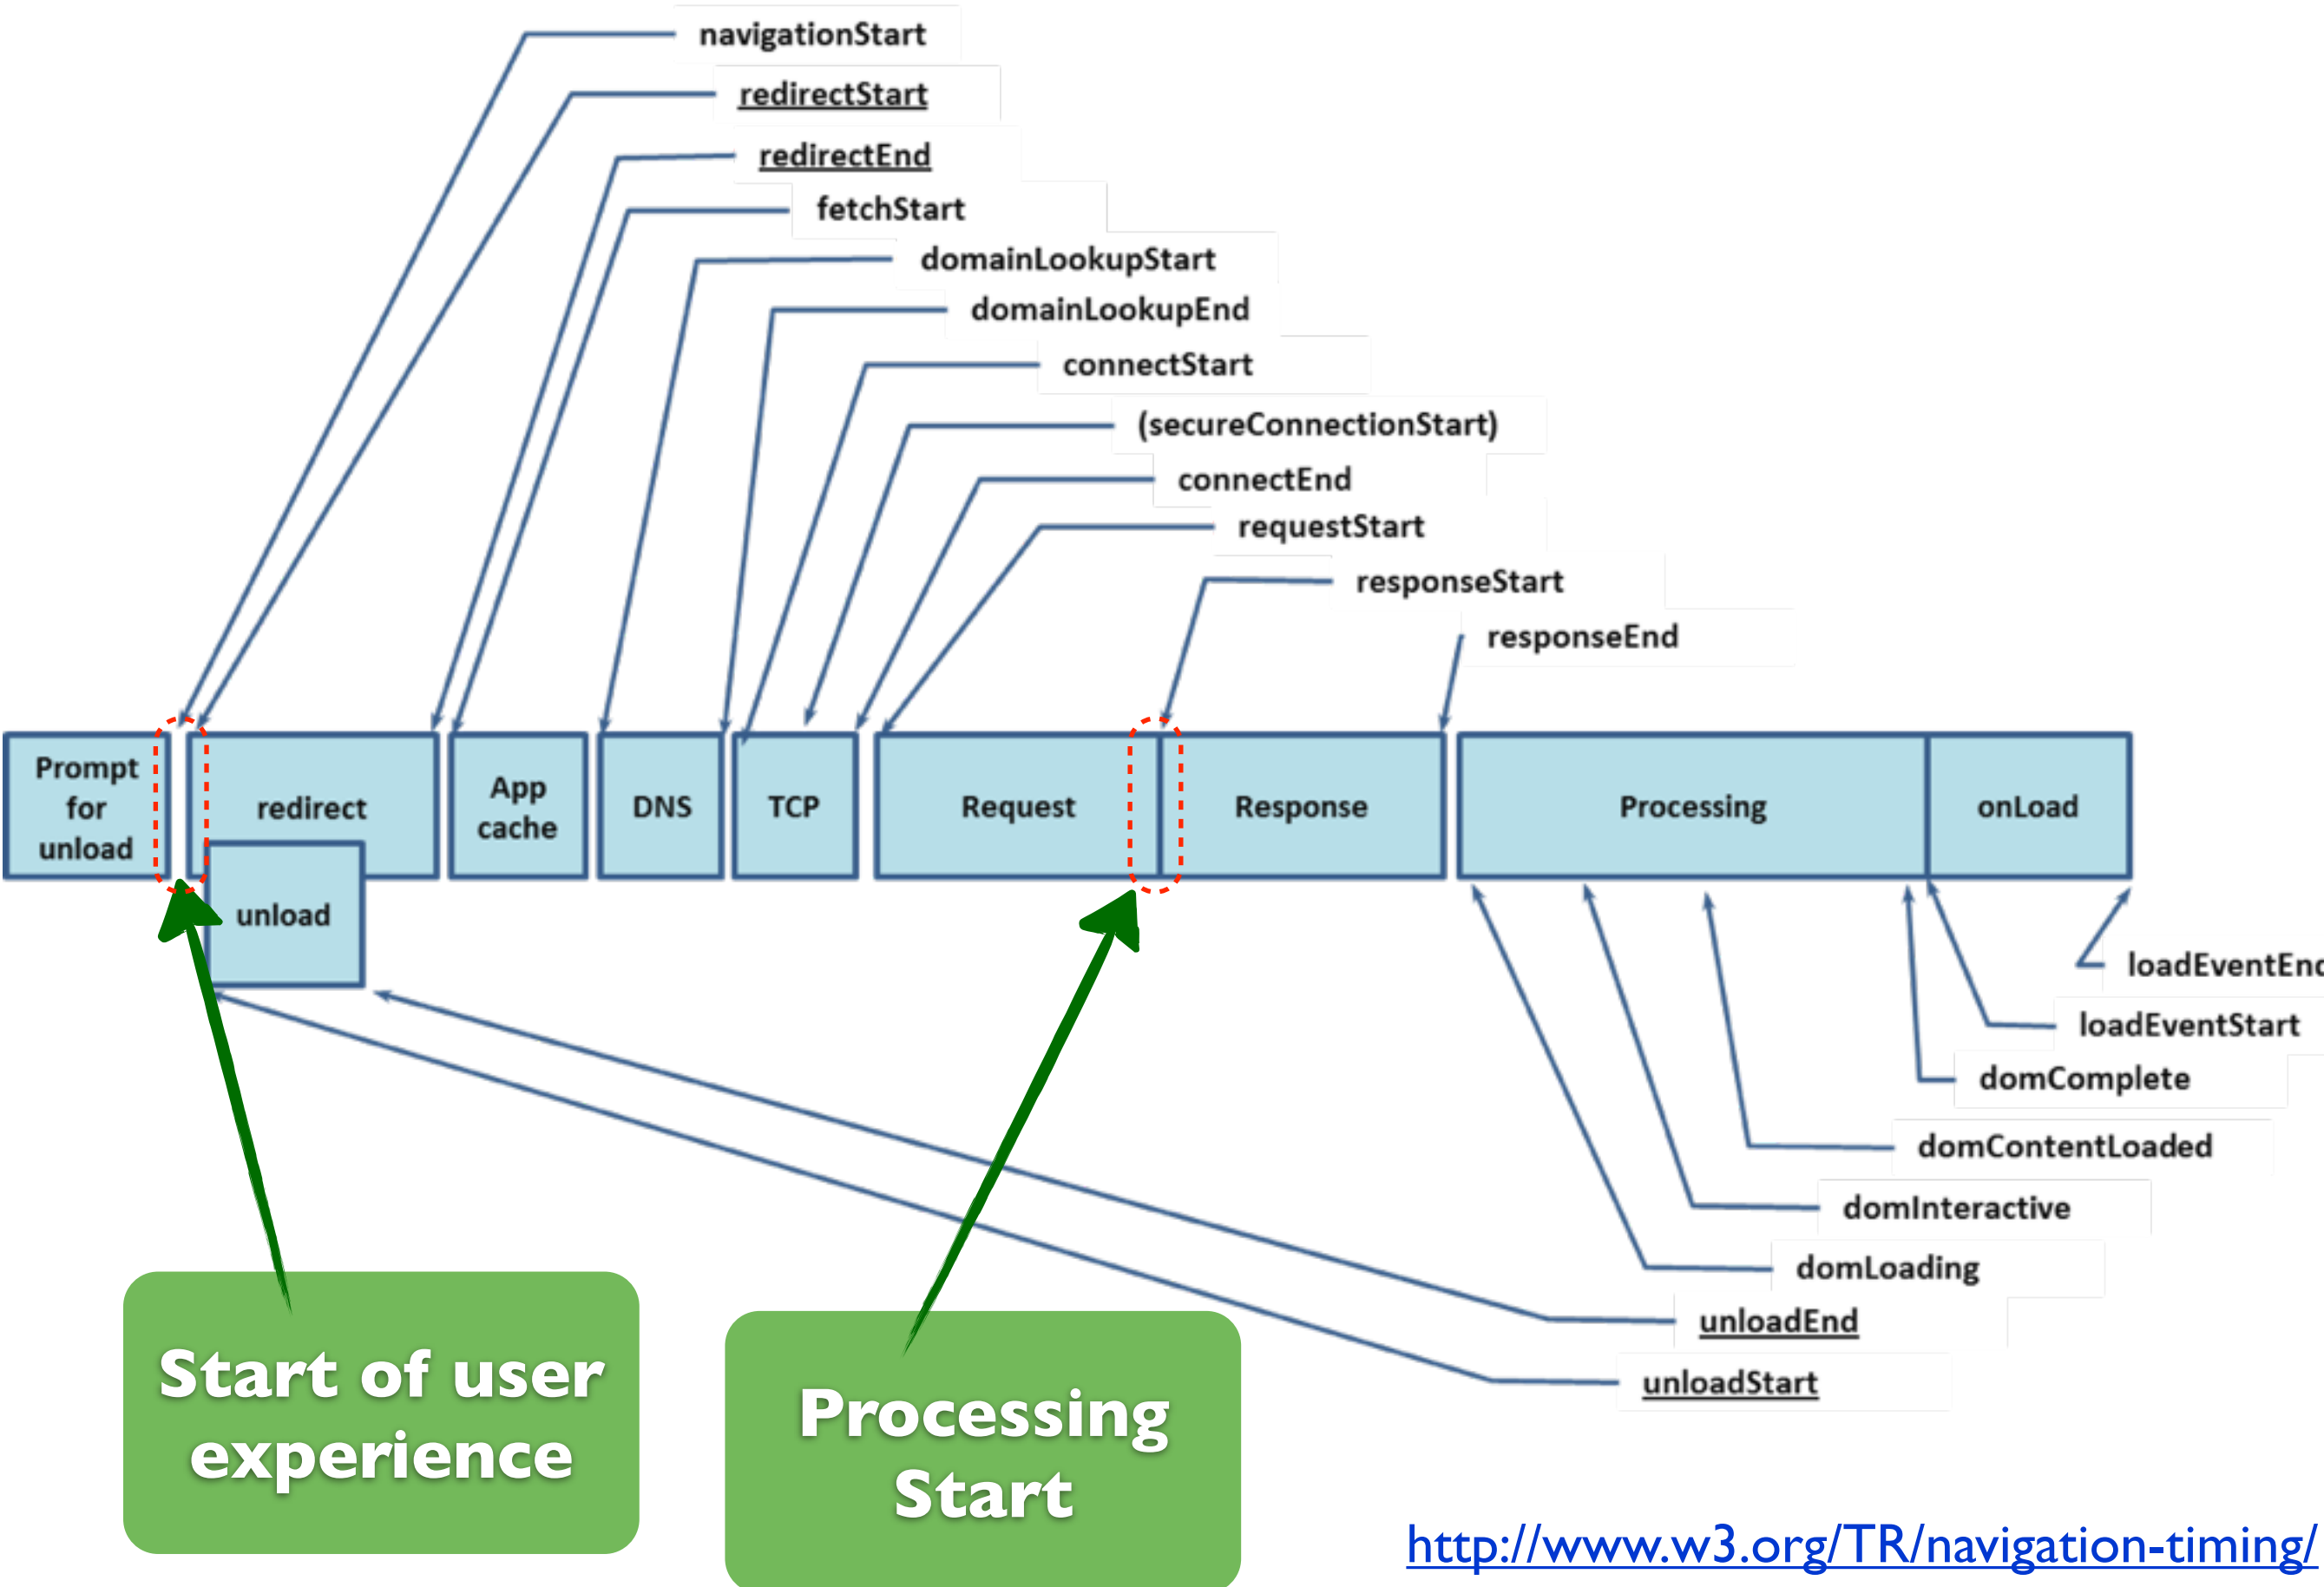 navigationStart
redirectStart
redirectEnd
fetchStart
domainLookupStart
domainLookupEnd
connectStart
(secureConnectionStart)
connectEnd
requestStart
responseStart
responseEnd
Prompt
for
unload
redirect
unload
App
cache
DNS
TCP
Request
Response
Processing
onLoad
loadEventEnd
loadEventStart
domComplete
domContentLoaded
domInteractive
domLoading
unloadEnd
unloadStart
Start of user
experience
Processing
Start
http://www.w3.org/TR/navigation-timing/